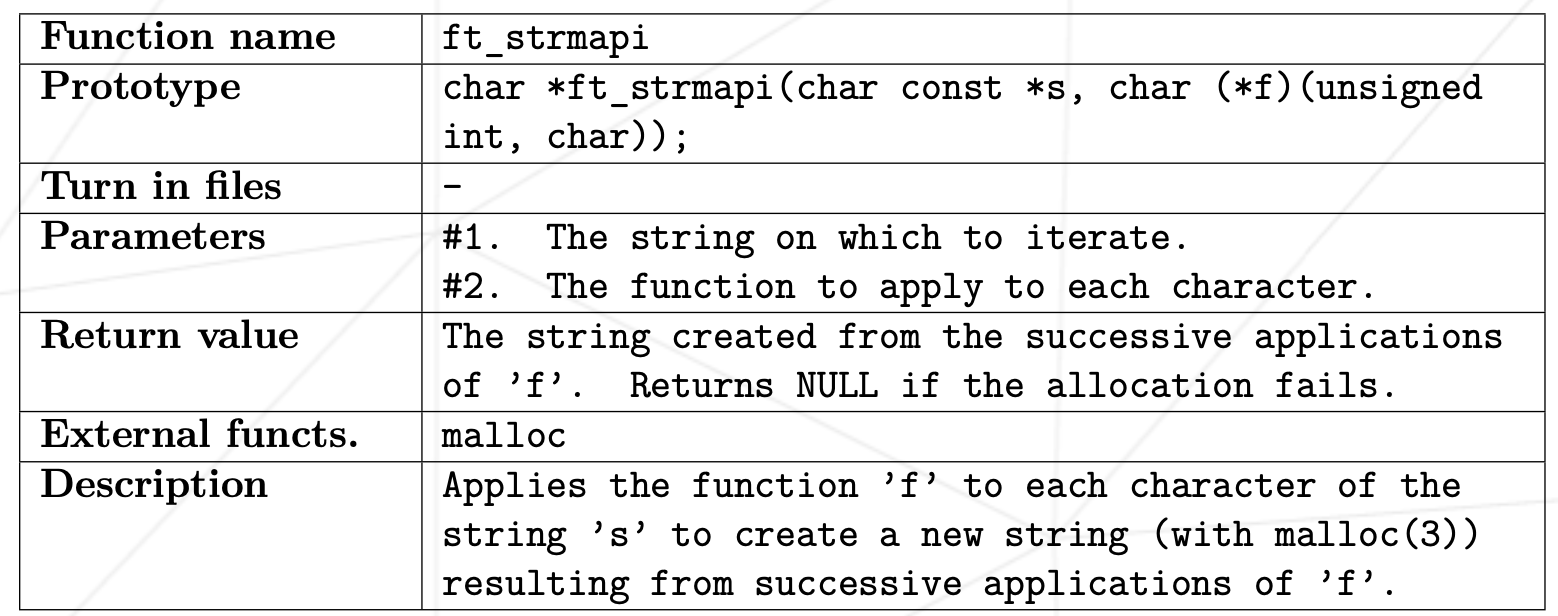 Function name ft_strmapi
Prototype char *ft_strmapi(char const *s, char (*f)(unsigned
int, char));
Turn in files -
Parameters #1. The string on which to iterate.
#2. The function to apply to each character.
Return value The string created from the successive applications
of ’f’. Returns NULL if the allocation fails.
External functs. malloc
Description Applies the function ’f’ to each character of the
string ’s’ to create a new string (with malloc(3))
resulting from successive applications of ’f’.